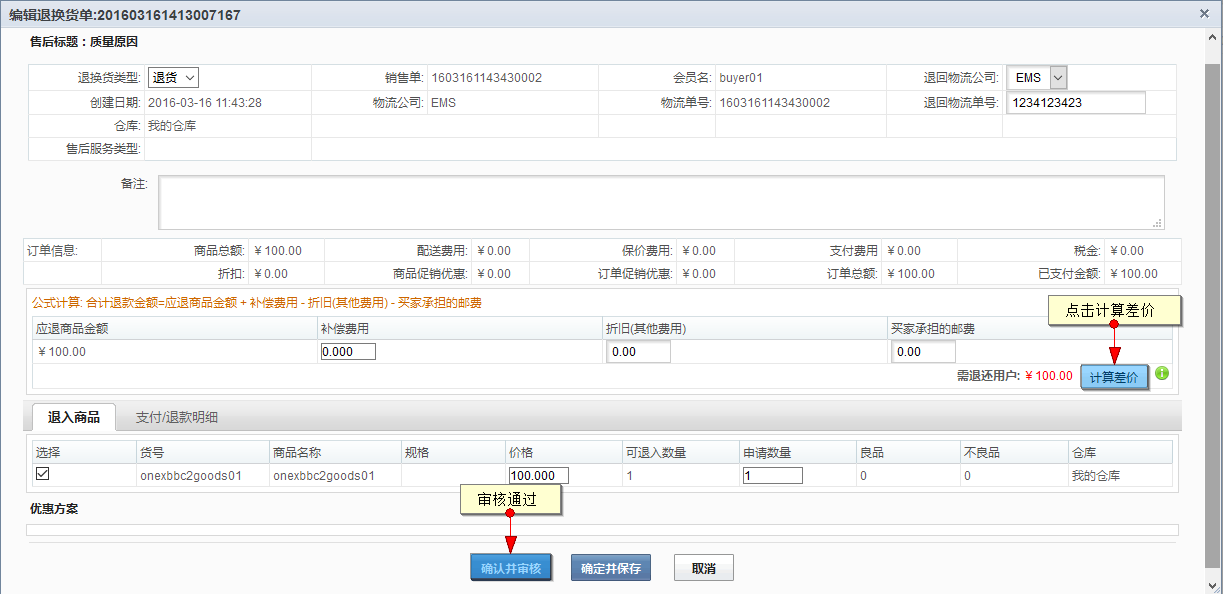 编辑退换货单:201603161413007167
售后标题：质量原因
退换货类型: 退货 销售单: 1603161143430002 会员名: buyer01 退回物流公司: EMS
创建日期: 2016-03-16 11:43:28 物流公司: EMS 物流单号: 1603161143430002 退回物流单号: 1234123423
仓库: 我的仓库
售后服务类型:
备注:
订单信息: 商品总额: ￥100.00 配送费用: ￥0.00 保价费用: ￥0.00 支付费用 ￥0.00 税金: ￥0.00
折扣: ￥0.00 商品促销优惠: ￥0.00 订单促销优惠: ￥0.00 订单总额: ￥100.00 已支付金额: ￥100.00
公式计算: 合计退款金额=应退商品金额 + 补偿费用 - 折旧(其他费用) - 买家承担的邮费
点击计算差价
应退商品金额 补偿费用 折旧(其他费用) 买家承担的邮费
￥100.00 0.000 0.00 0.00
需退还用户: ￥100.00 计算差价
退入商品 支付/退款明细
选择 货号 商品名称 规格 价格 可退入数量 申请数量 良品 不良品 仓库
onexbbc2goods01 onexbbc2goods01 100.000 1 1 0 0 我的仓库
审核通过
优惠方案
确认并审核 确定并保存 取消